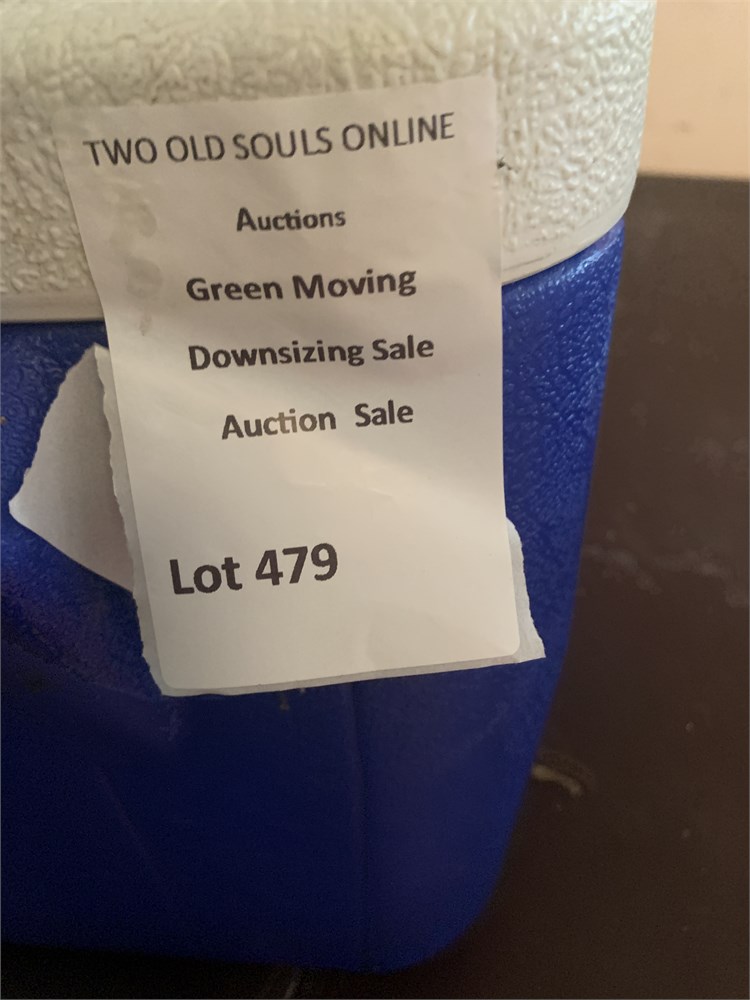 TWO OLD SOULS ONLINE
Auctions
Green Moving
Downsizing Sale
Auction Sale
Lot 479